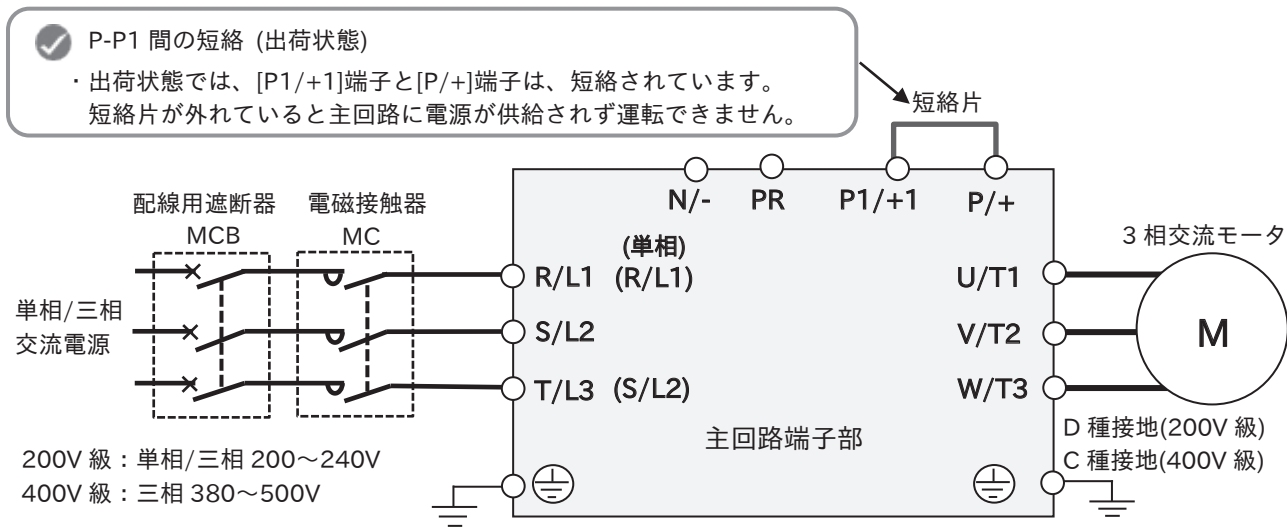 P-P1 間の短絡 (出荷状態)
・出荷状態では、[P1/+1]端子と[P/+]端子は、短絡されています。
短絡片が外れていると主回路に電源が供給されず運転できません。
短絡片
N/- PR P1/+1 P/+
配線用遮断器 電磁接触器
MCB MC
(単相)
3 相交流モータ
R/L1 (R/L1) U/T1
単相/三相
交流電源
S/L2 V/T2
M
T/L3 (S/L2) W/T3
主回路端子部
D 種接地(200V 級)
C 種接地(400V 級)
200V 級：単相/三相 200～240V
400V 級：三相 380～500V